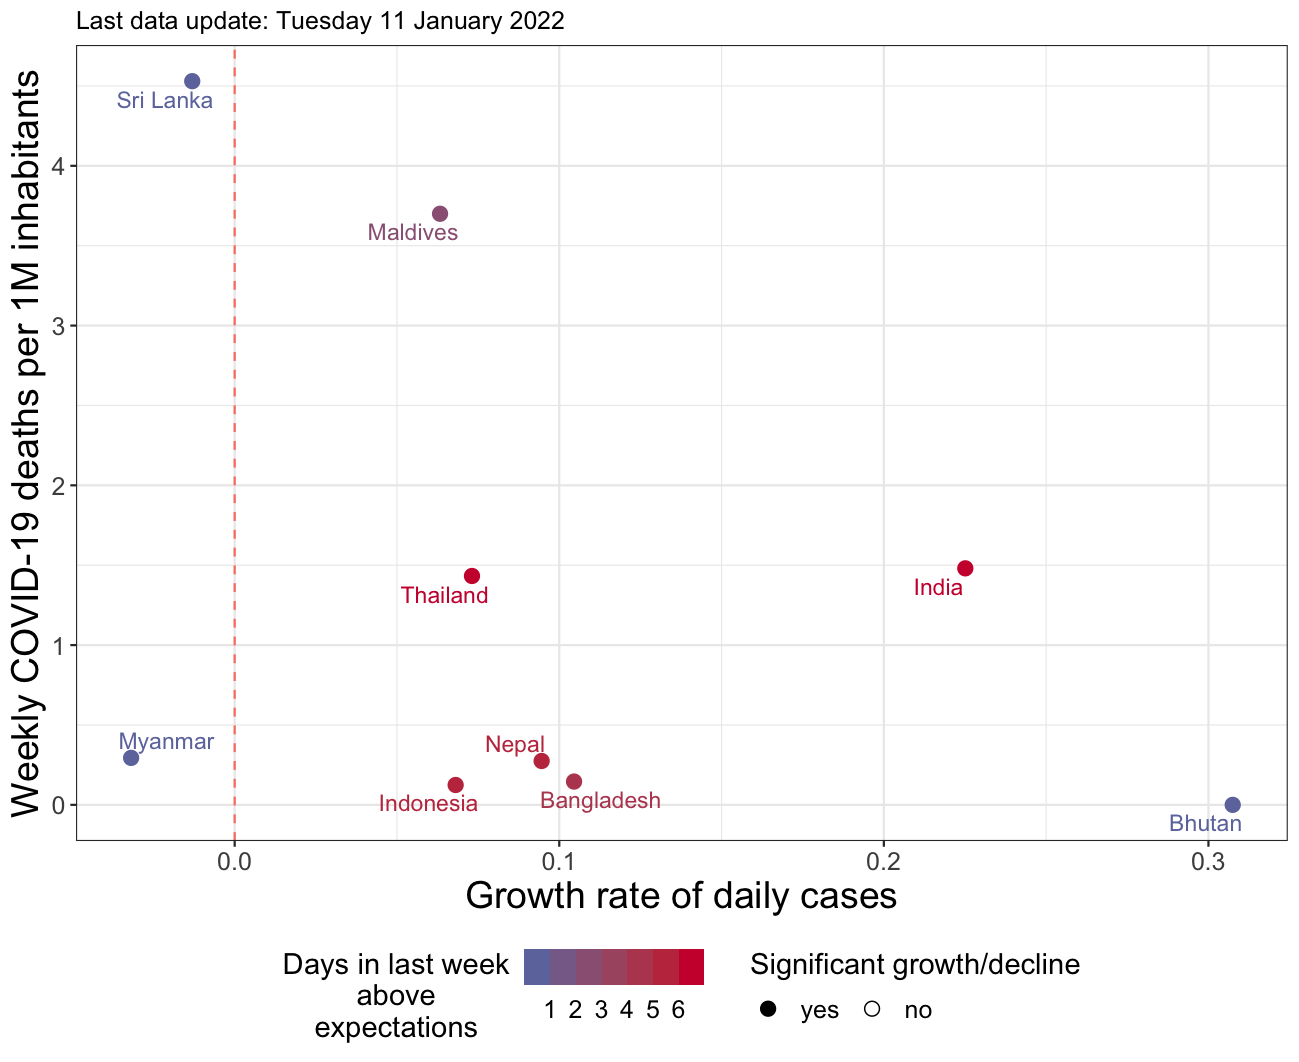 Last data update: Tuesday 11 January 2022
Weekly COVID-19 deaths per 1M inhabitants
4
3
2
1
0
Sri Lanka
Maldives
Thailand
India
Myanmar
Nepal
Indonesia
Bangladesh
Bhutan
0.0 0.1 0.2 0.3
Growth rate of daily cases
Days in last week
above
expectations
1 2 3 4 5 6
Significant growth/decline
yes no